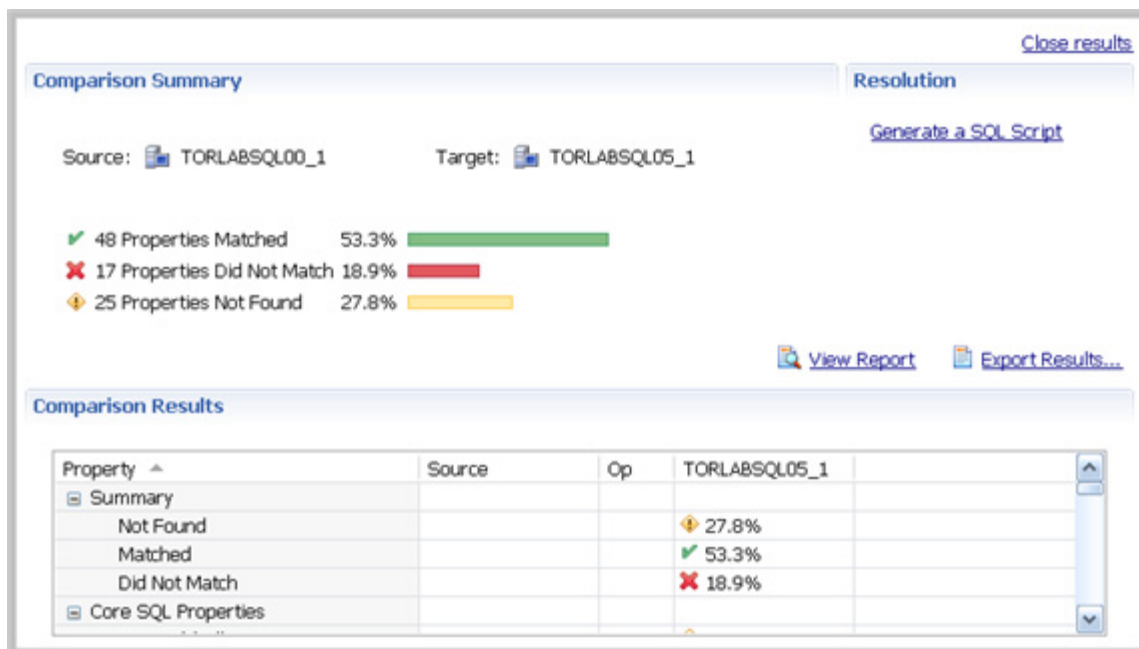 Close results
Comparison Summary
Resolution
Generate a SQL Script
Source: TORLABSQL00_1 Target: TORLABSQL05_1
48 Properties Matched 53.3%
17 Properties Did Not Match 18.9%
25 Properties Not Found 27.8%
View Report Export Results...
Comparison Results
Property Source Op TORLABSQL05_1
Summary
Not Found 27.8%
Matched 53.3%
Did Not Match 18.9%
Core SQL Properties